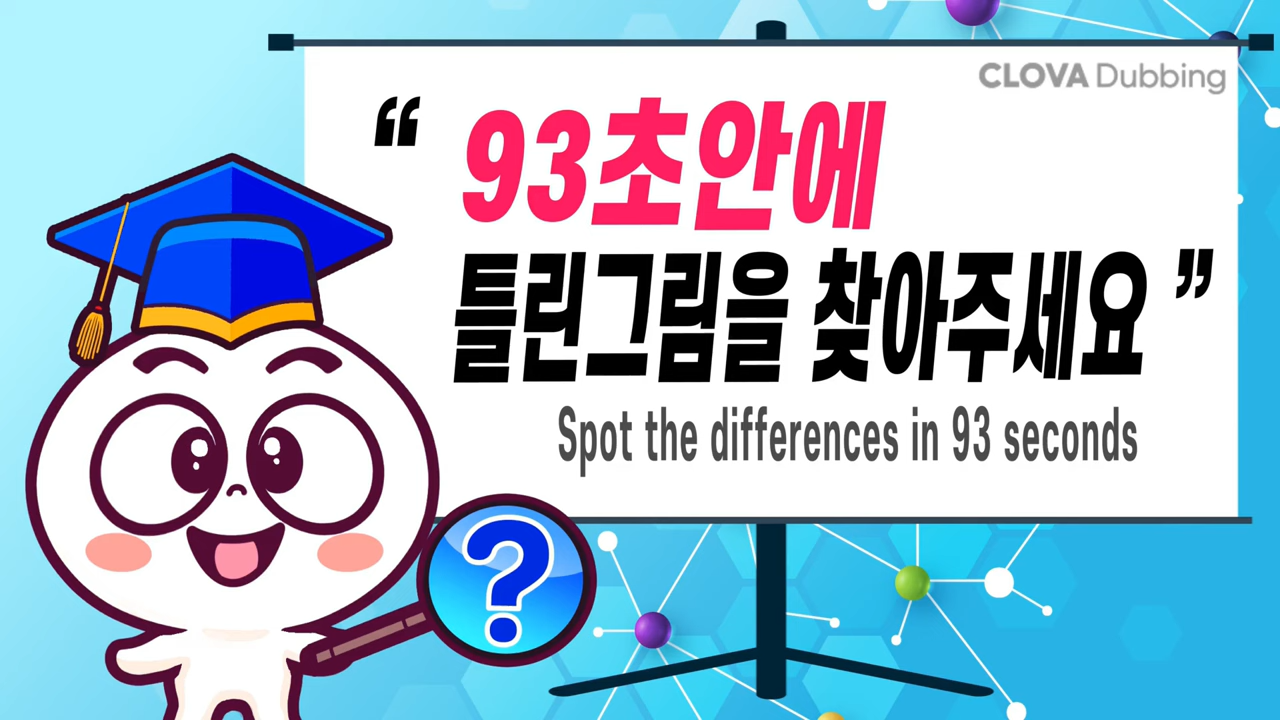 CLOVA Dubbing
“ 93초안에
틀린그림을 찾아주세요 ”
Spot the differences in 93 seconds
?